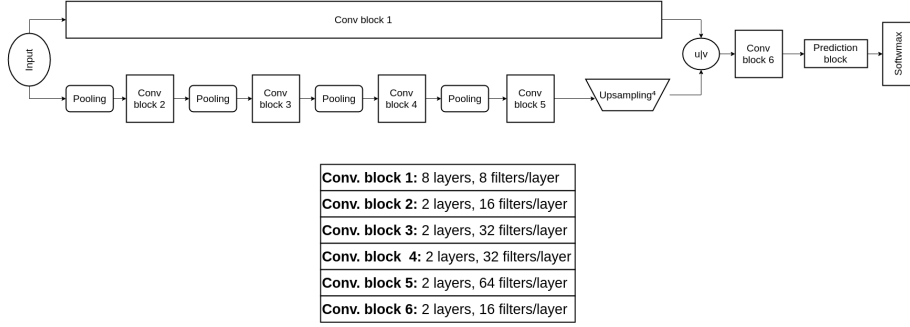 Conv block 1
Input
u|v
Conv
block 6
Prediction
block
Softwmax
Pooling
Conv
block 2
Pooling
Conv
block 3
Pooling
Conv
block 4
Pooling
Conv
block 5
Upsampling⁴
Conv. block 1: 8 layers, 8 filters/layer
Conv. block 2: 2 layers, 16 filters/layer
Conv. block 3: 2 layers, 32 filters/layer
Conv. block 4: 2 layers, 32 filters/layer
Conv. block 5: 2 layers, 64 filters/layer
Conv. block 6: 2 layers, 16 filters/layer